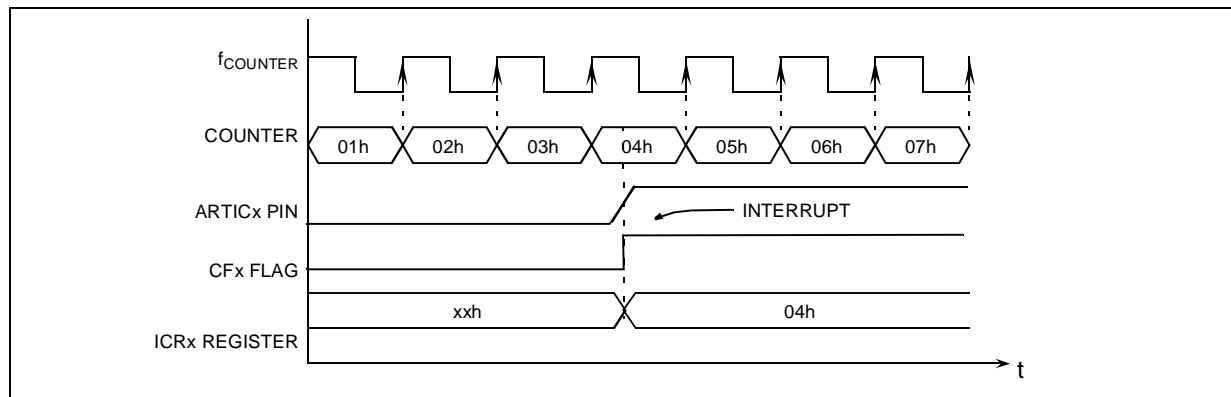 fCOUNTER
COUNTER
01h 02h 03h 04h 05h 06h 07h
ARTICx PIN
INTERRUPT
CFx FLAG
xxh 04h
ICRx REGISTER
t